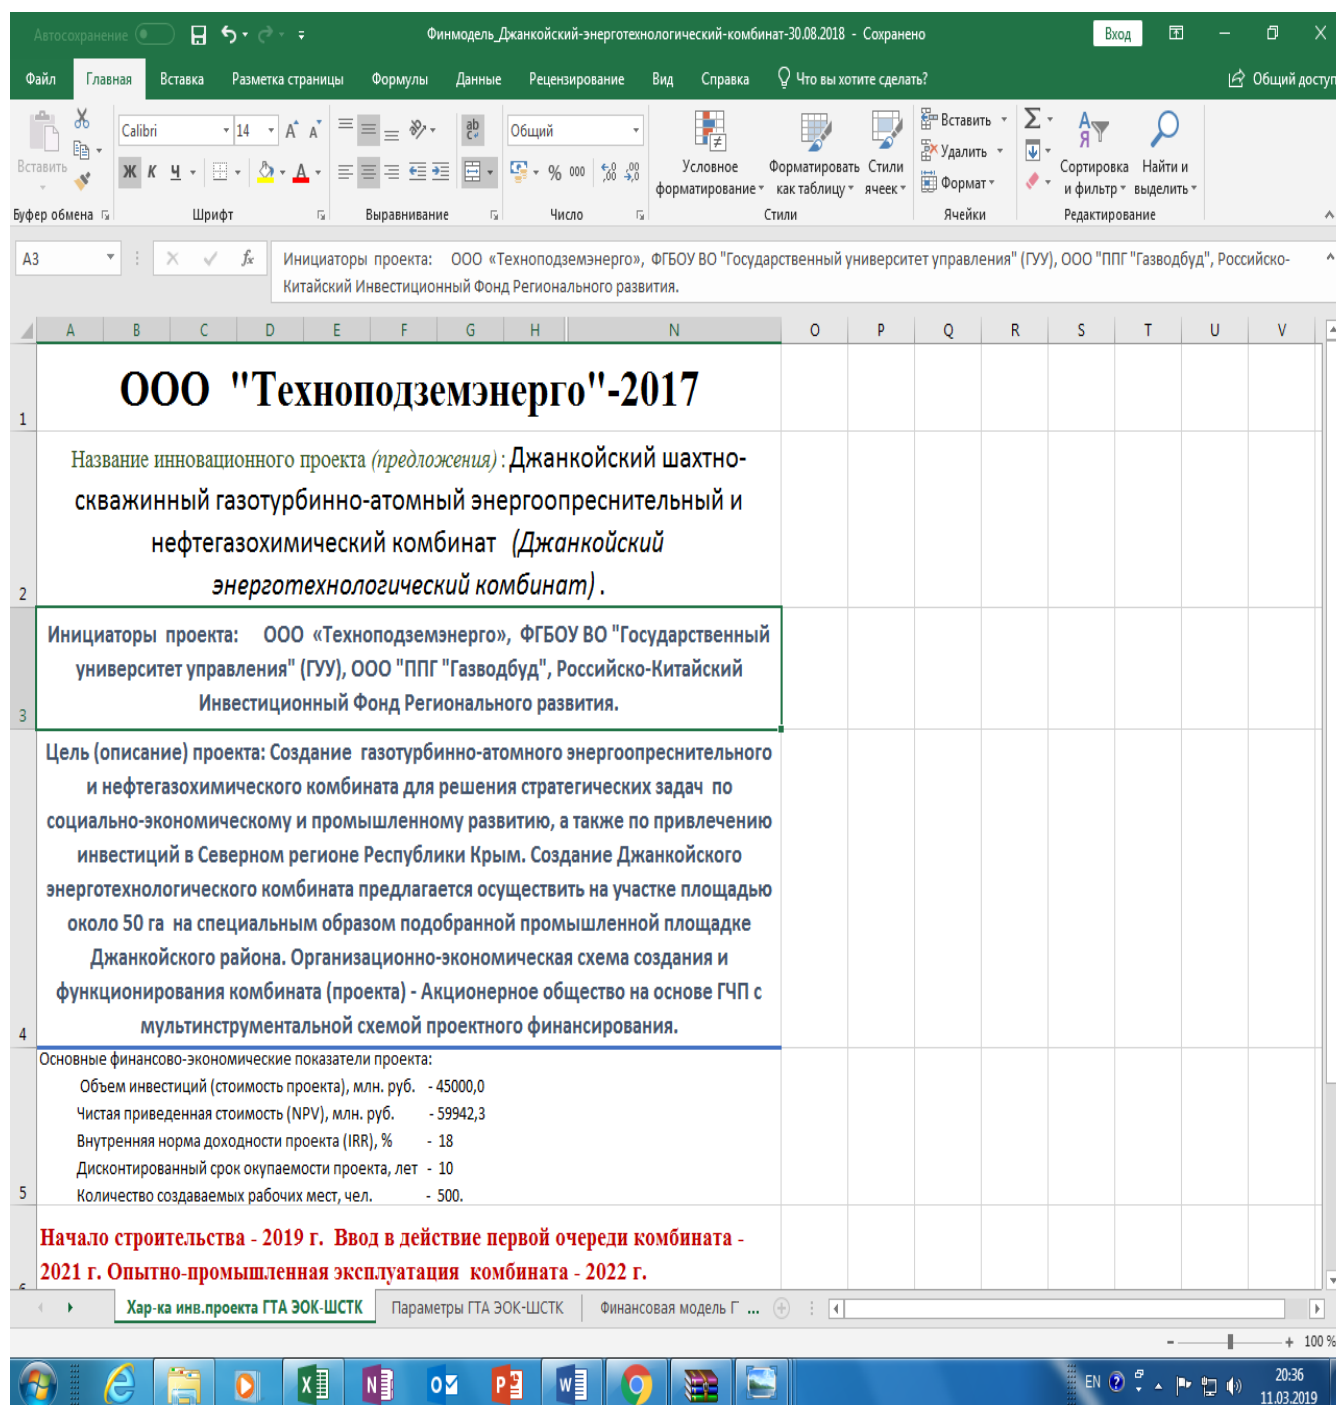 Автосохранение
Финмодель_Джанкойский-энерготехнологический-комбинат-30.08.2018 - Сохранено
Вход
Файл Главная Вставка Разметка страницы Формулы Данные Рецензирование Вид Справка Что вы хотите сделать? Общий доступ
Вставить
Calibri 14
Ж К Ч
Общий
% 000
Условное форматирование
Форматировать как таблицу
Стили ячеек
Вставить
Удалить
Формат
Сортировка и фильтр
Найти и выделить
Буфер обмена Шрифт Выравнивание Число Стили Ячейки Редактирование
A3
fx
Инициаторы проекта: ООО «Техноподземэнерго», ФГБОУ ВО "Государственный университет управления" (ГУУ), ООО "ППГ "Газводбуд", Российско-
Китайский Инвестиционный Фонд Регионального развития.
A B C D E F G H N O P Q R S T U V
1
ООО "Техноподземэнерго"-2017
2
Название инновационного проекта (предложения) : Джанкойский шахтно-
скважинный газотурбинно-атомный энергоопреснительный и
нефтегазохимический комбинат (Джанкойский
энерготехнологический комбинат) .
3
Инициаторы проекта: ООО «Техноподземэнерго», ФГБОУ ВО "Государственный
университет управления" (ГУУ), ООО "ППГ "Газводбуд", Российско-Китайский
Инвестиционный Фонд Регионального развития.
4
Цель (описание) проекта: Создание газотурбинно-атомного энергоопреснительного
и нефтегазохимического комбината для решения стратегических задач по
социально-экономическому и промышленному развитию, а также по привлечению
инвестиций в Северном регионе Республики Крым. Создание Джанкойского
энерготехнологического комбината предлагается осуществить на участке площадью
около 50 га на специальным образом подобранной промышленной площадке
Джанкойского района. Организационно-экономическая схема создания и
функционирования комбината (проекта) - Акционерное общество на основе ГЧП с
мультинструментальной схемой проектного финансирования.
5
Основные финансово-экономические показатели проекта:
Объем инвестиций (стоимость проекта), млн. руб. - 45000,0
Чистая приведенная стоимость (NPV), млн. руб. - 59942,3
Внутренняя норма доходности проекта (IRR), % - 18
Дисконтированный срок окупаемости проекта, лет - 10
Количество создаваемых рабочих мест, чел. - 500.
Начало строительства - 2019 г. Ввод в действие первой очереди комбината -
2021 г. Опытно-промышленная эксплуатация комбината - 2022 г.
Хар-ка инв.проекта ГТА ЭОК-ШСТК Параметры ГТА ЭОК-ШСТК Финансовая модель Г ...
100 %
EN
20:36
11.03.2019